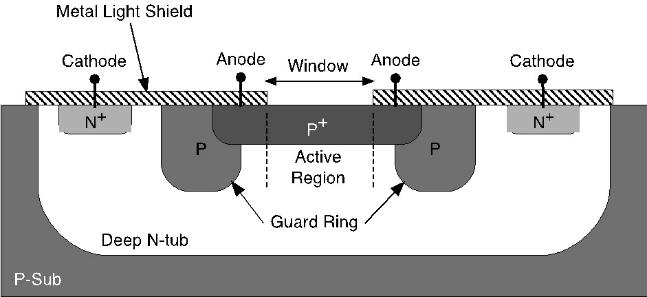 Metal Light Shield
Cathode
Anode
Window
Anode
Cathode
N+
P+
N+
P
P
Active
Region
Guard Ring
Deep N-tub
P-Sub